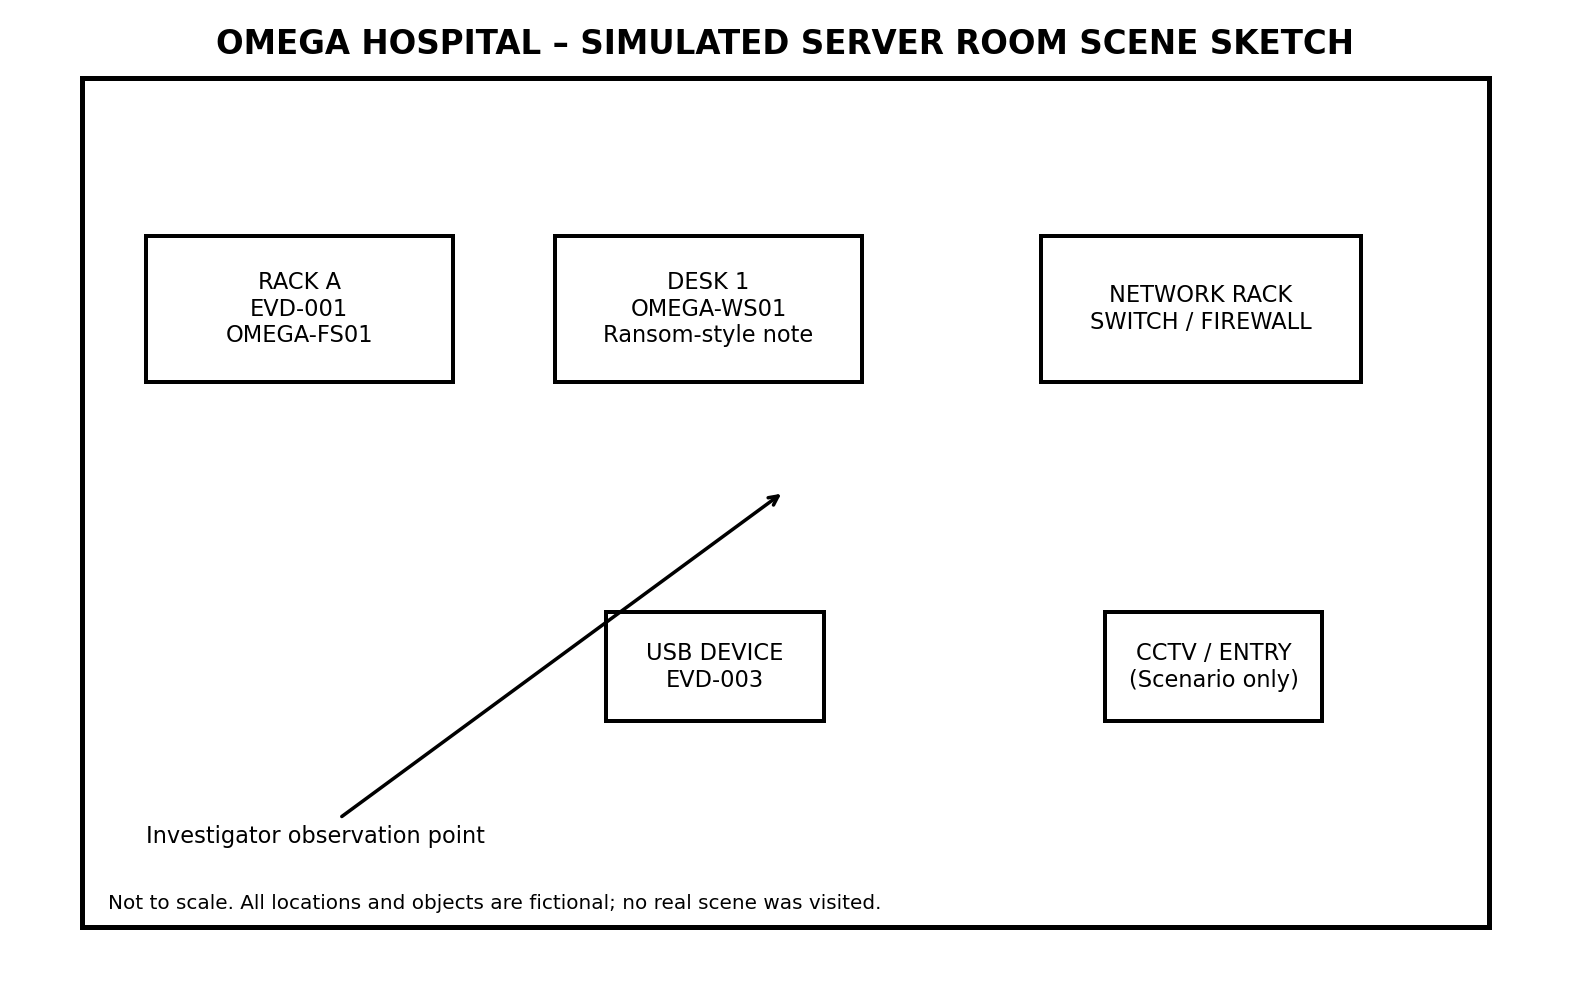 OMEGA HOSPITAL – SIMULATED SERVER ROOM SCENE SKETCH
RACK A
EVD-001
OMEGA-FS01
DESK 1
OMEGA-WS01
Ransom-style note
NETWORK RACK
SWITCH / FIREWALL
USB DEVICE
EVD-003
CCTV / ENTRY
(Scenario only)
Investigator observation point
Not to scale. All locations and objects are fictional; no real scene was visited.